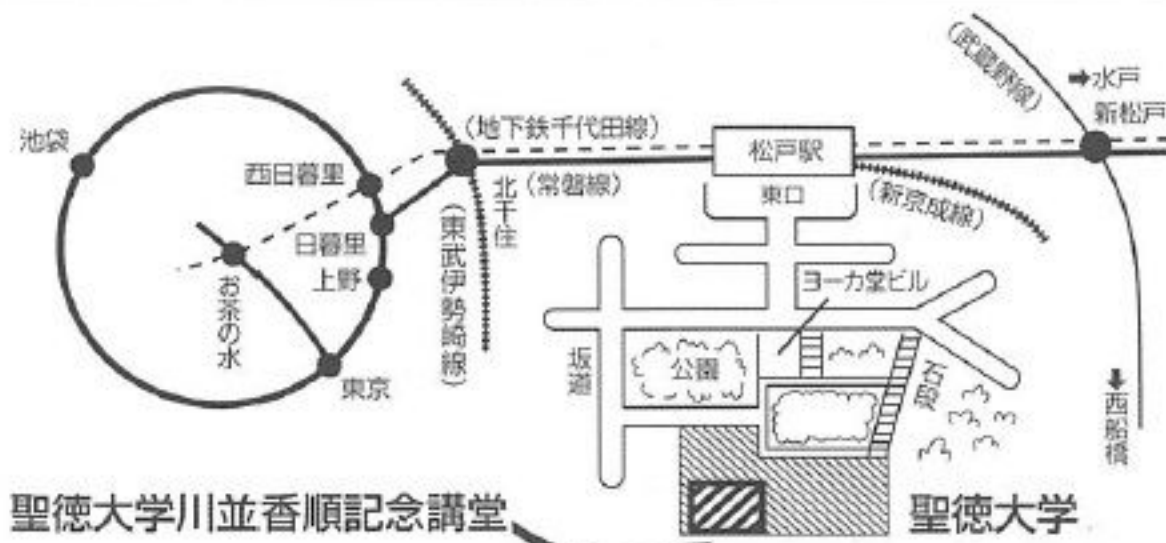 池袋
西日暮里
日暮里
上野
お茶の水
東京
(地下鉄千代田線)
北千住
(常磐線)
(東武伊勢崎線)
松戸駅
東口
(新京成線)
(武蔵野線)
➡水戸
新松戸
⬇西船橋
ヨーカ堂ビル
坂道
公園
石段
聖徳大学川並香順記念講堂
聖徳大学